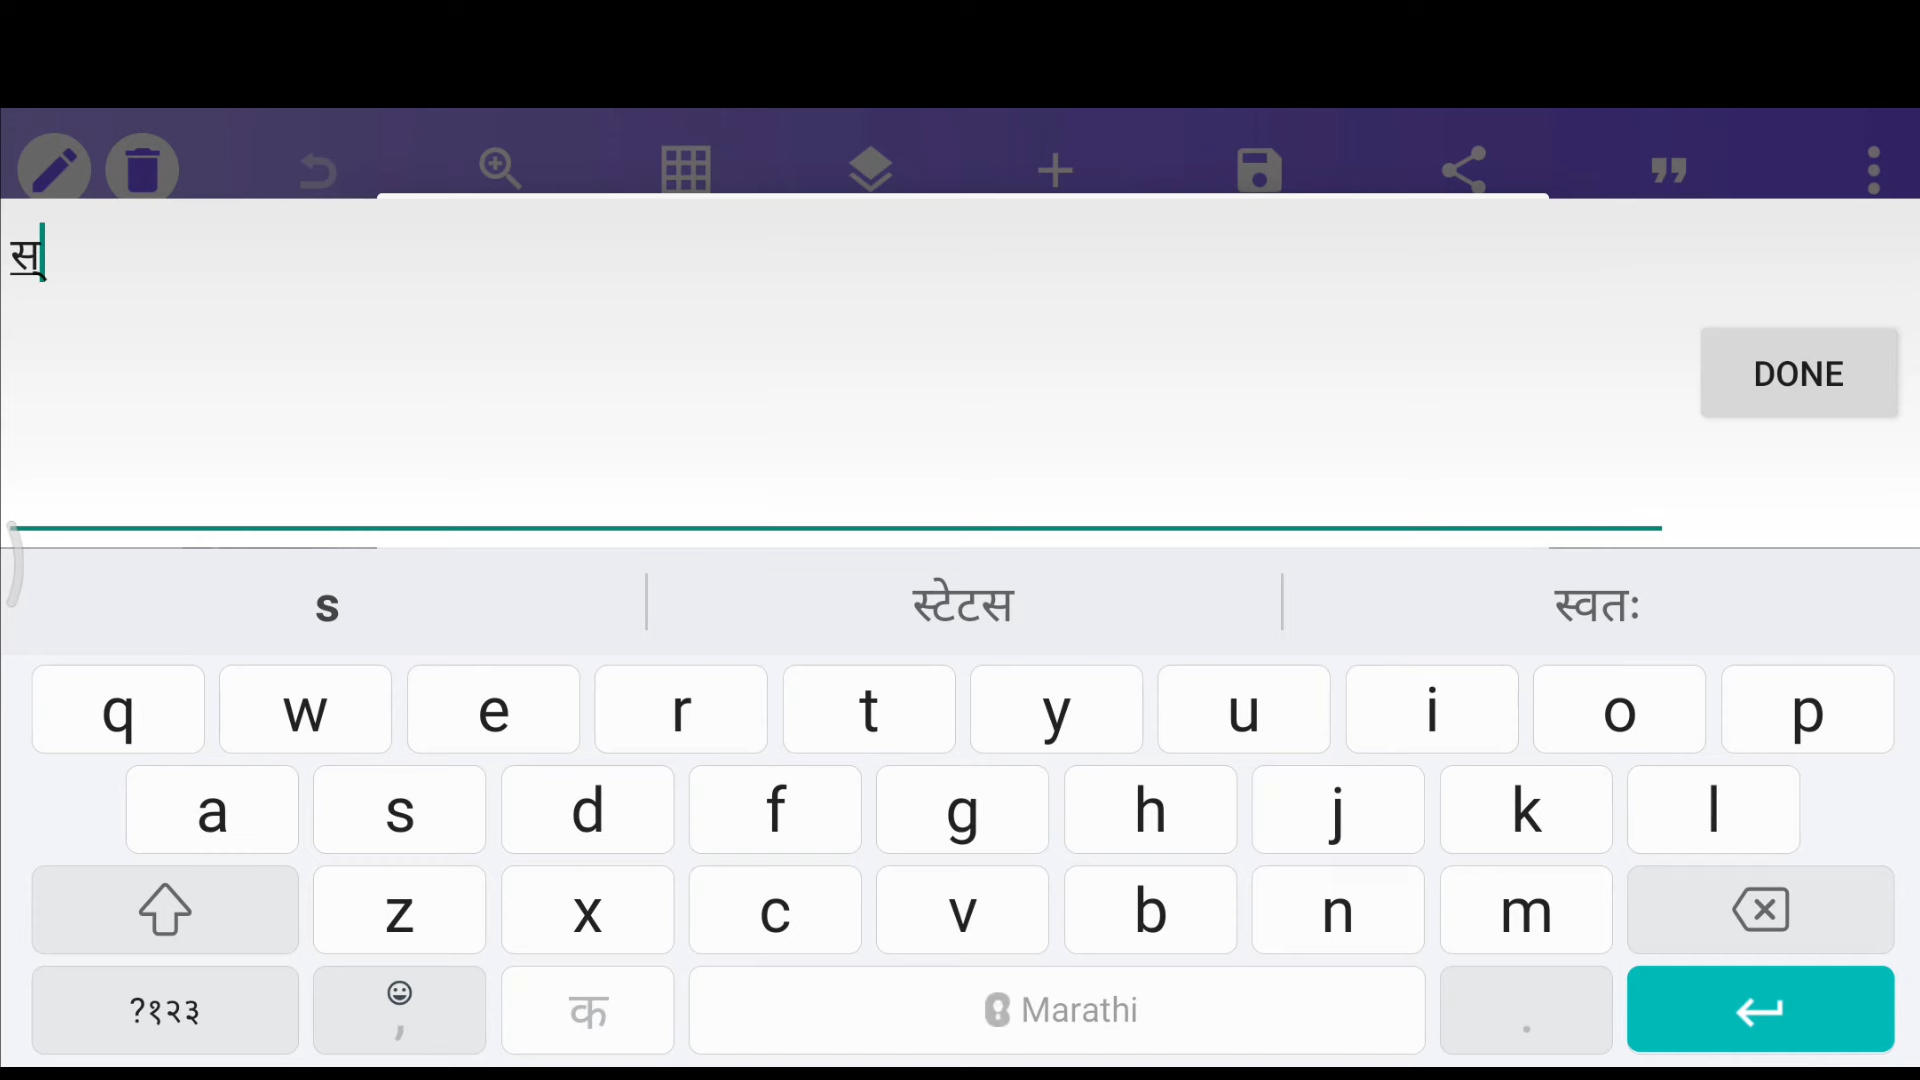 स्
DONE
s स्टेटस स्वतः
q w e r t y u i o p
a s d f g h j k l
z x c v b n m
?१२३ , क Marathi .